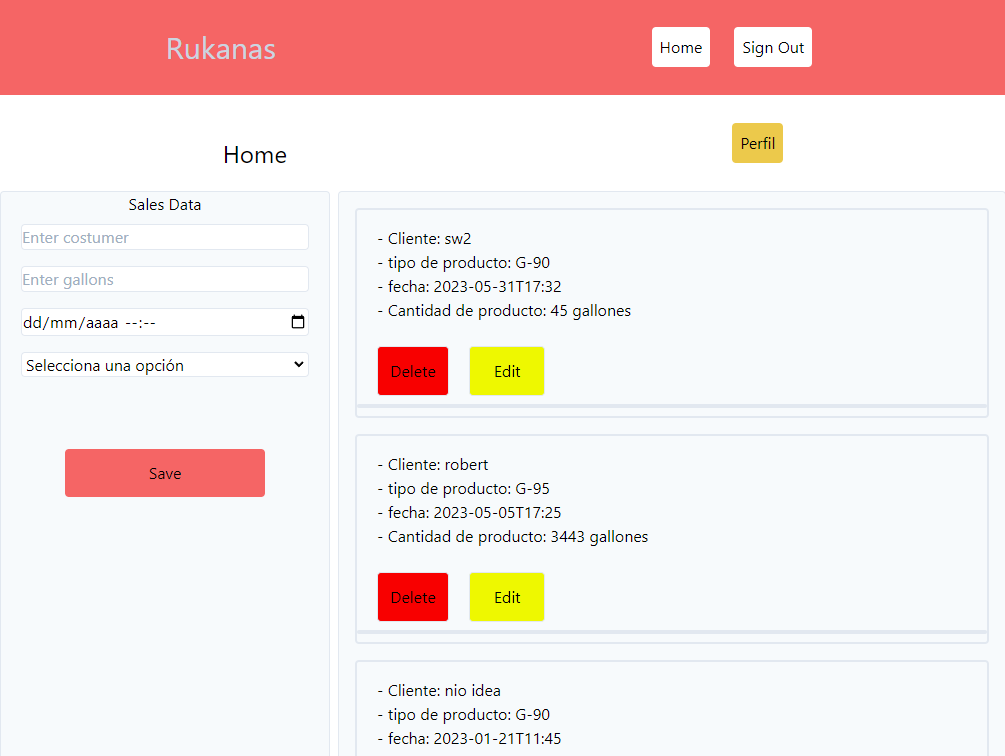 Rukanas
Home
Sign Out
Home
Perfil
Sales Data
Enter costumer
Enter gallons
dd/mm/aaaa --:--
Selecciona una opción
Save
- Cliente: sw2
- tipo de producto: G-90
- fecha: 2023-05-31T17:32
- Cantidad de producto: 45 gallones
Delete
Edit
- Cliente: robert
- tipo de producto: G-95
- fecha: 2023-05-05T17:25
- Cantidad de producto: 3443 gallones
Delete
Edit
- Cliente: nio idea
- tipo de producto: G-90
- fecha: 2023-01-21T11:45